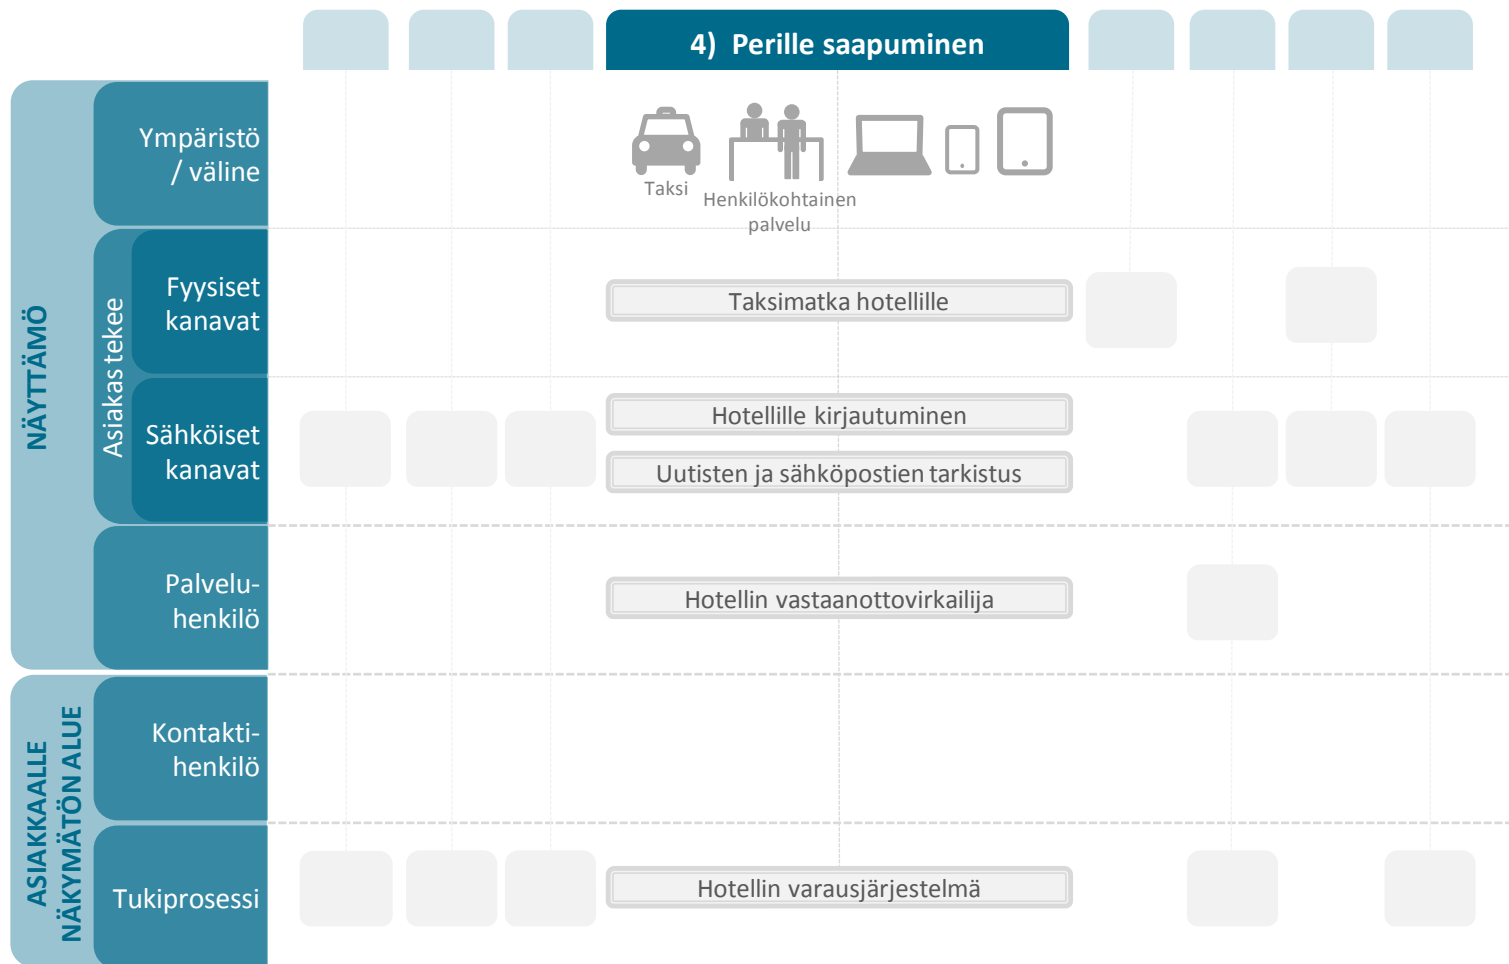 4) Perille saapuminen
NÄYTTÄMÖ
Ympäristö
/ väline
Taksi
Henkilökohtainen
palvelu
Asiakas tekee
Fyysiset
kanavat
Taksimatka hotellille
Sähköiset
kanavat
Hotellille kirjautuminen
Uutisten ja sähköpostien tarkistus
Palvelu-
henkilö
Hotellin vastaanottovirkailija
ASIAKKAALLE
NÄKYMÄTÖN ALUE
Kontakti-
henkilö
Tukiprosessi
Hotellin varausjärjestelmä